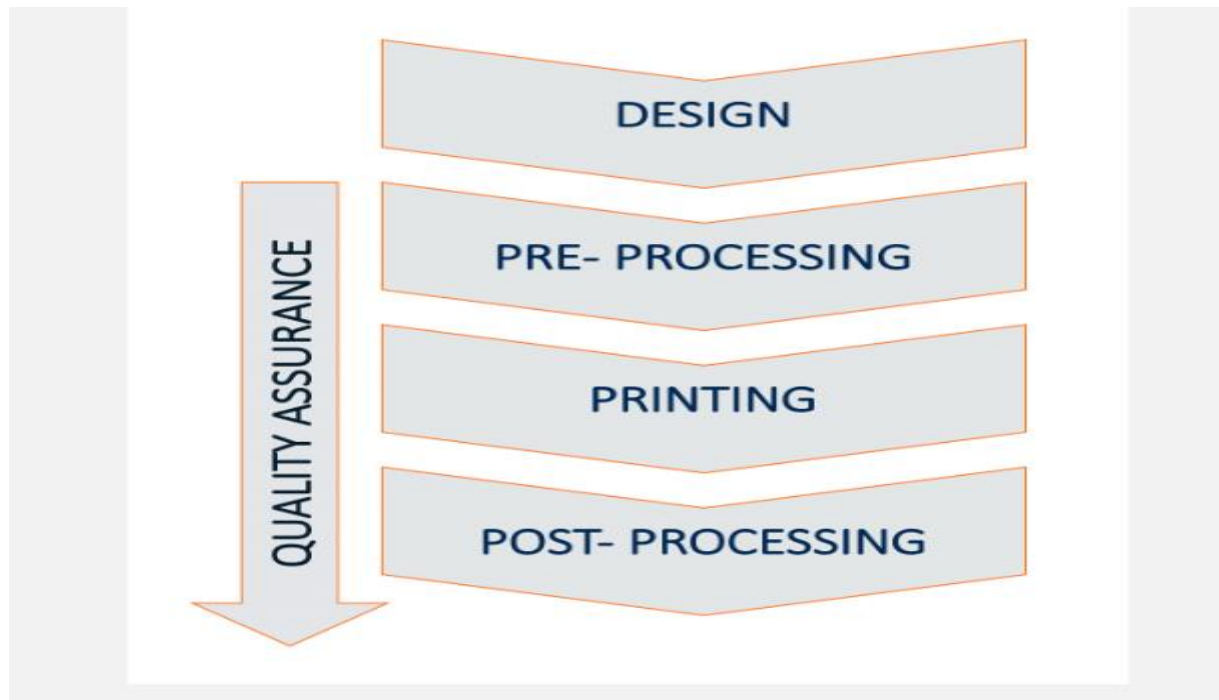 DESIGN
PRE- PROCESSING
PRINTING
POST- PROCESSING
QUALITY ASSURANCE